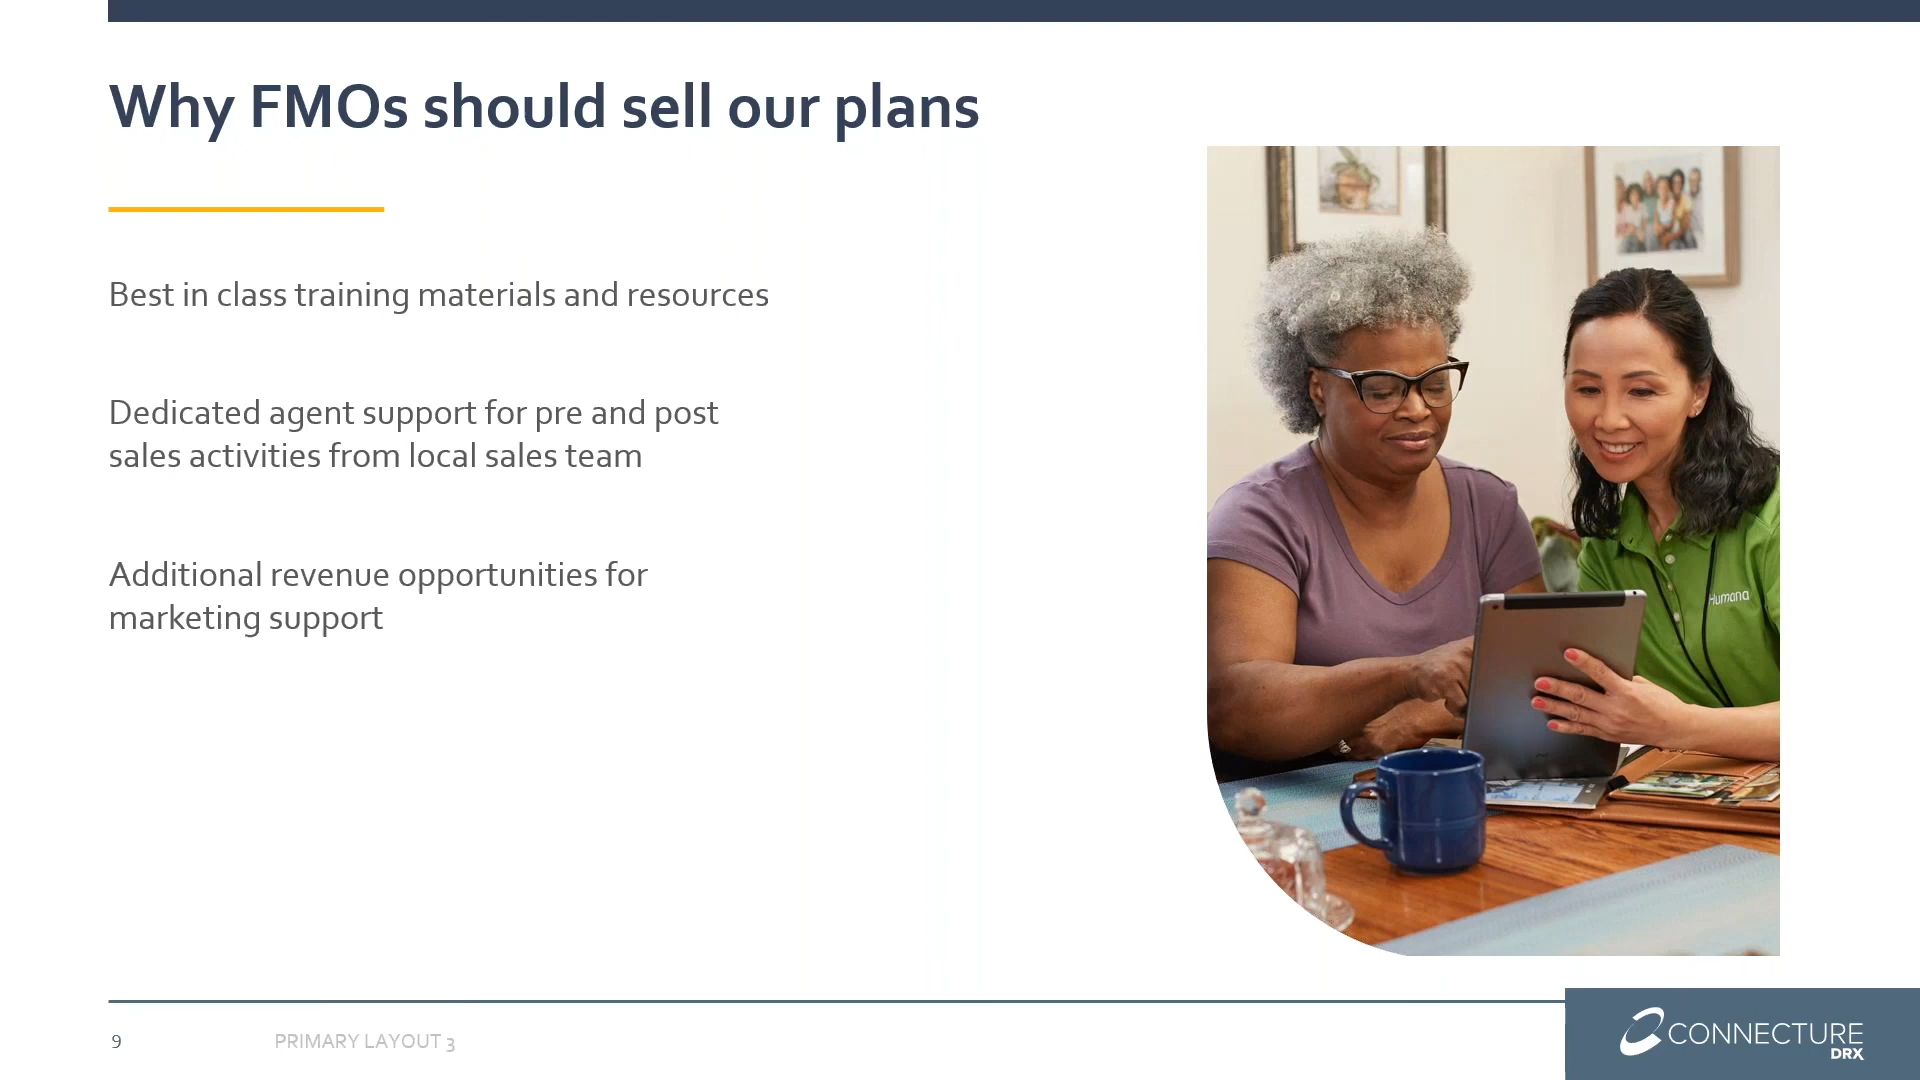 Why FMOs should sell our plans
Best in class training materials and resources
Dedicated agent support for pre and post
sales activities from local sales team
Additional revenue opportunities for
marketing support
Humana
9
PRIMARY LAYOUT 3
CONNECTURE
DRX